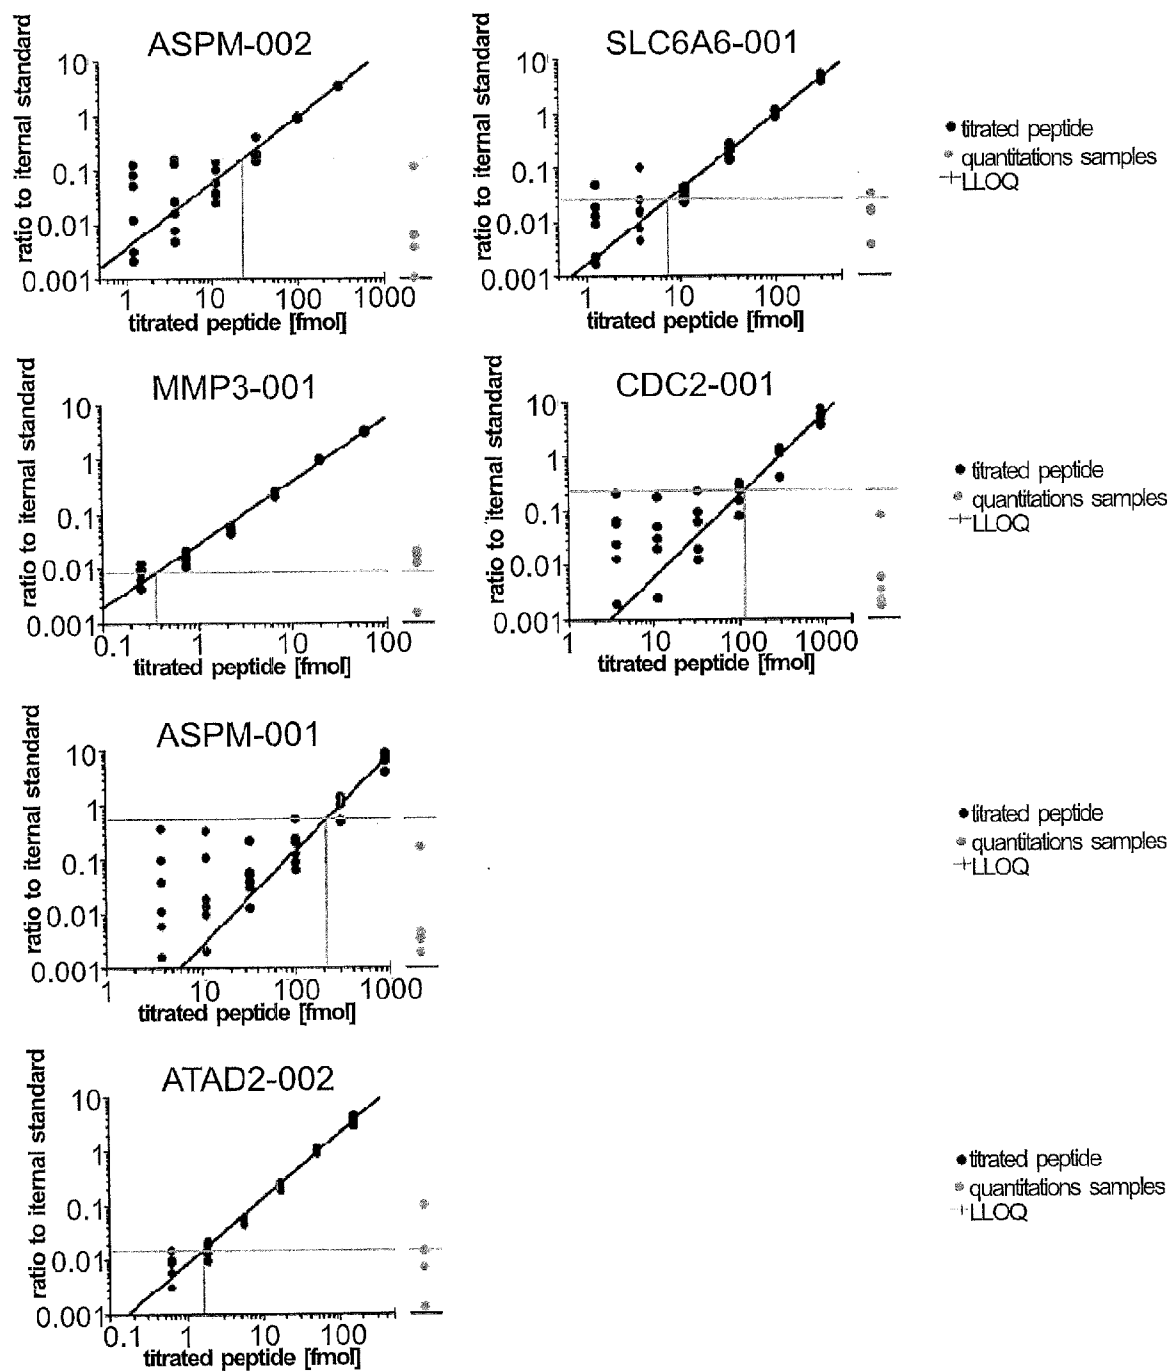 ASPM-002
ratio to iternal standard
10
1
0.1
0.01
0.001
1 10 100 1000
titrated peptide [fmol]
SLC6A6-001
ratio to iternal standard
10
1
0.1
0.01
0.001
1 10 100
titrated peptide [fmol]
titrated peptide
quantitations samples
LLOQ
MMP3-001
ratio to iternal standard
10
1
0.1
0.01
0.001
0.1 1 10 100
titrated peptide [fmol]
CDC2-001
ratio to iternal standard
10
1
0.1
0.01
0.001
1 10 100 1000
titrated peptide [fmol]
titrated peptide
quantitations samples
LLOQ
ASPM-001
ratio to iternal standard
10
1
0.1
0.01
0.001
1 10 100 1000
titrated peptide [fmol]
titrated peptide
quantitations samples
LLOQ
ATAD2-002
ratio to iternal standard
10
1
0.1
0.01
0.001
0.1 1 10 100
titrated peptide [fmol]
titrated peptide
quantitations samples
LLOQ